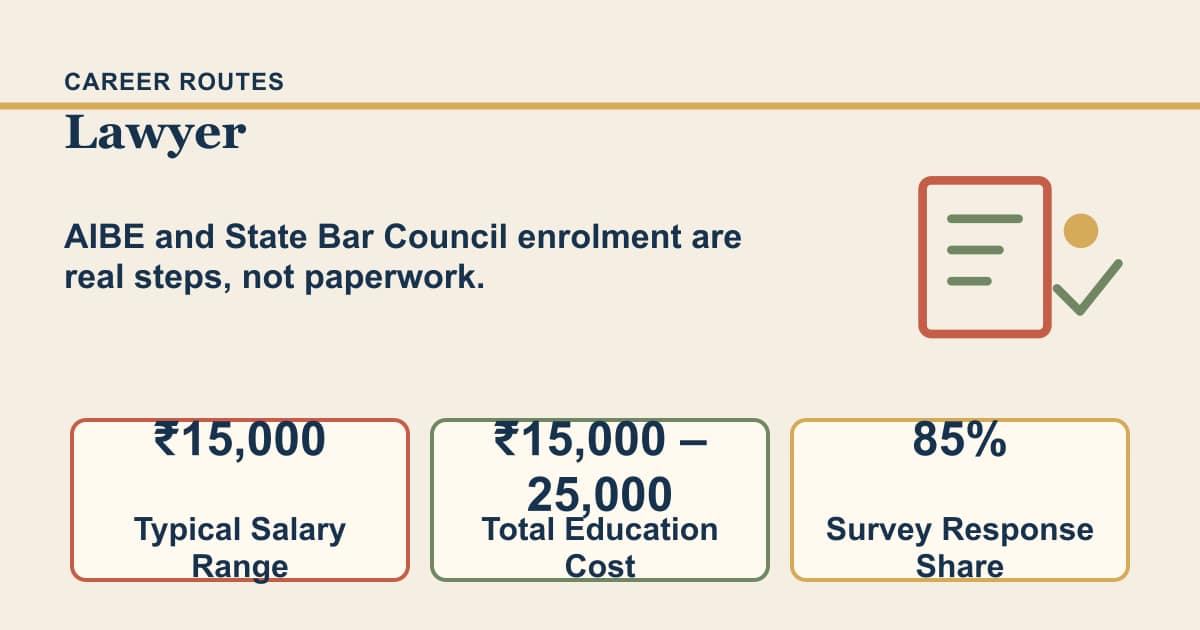 CAREER ROUTES
Lawyer
AIBE and State Bar Council enrolment are
real steps, not paperwork.
₹15,000
Typical Salary
Range
₹15,000 –
25,000
Total Education
Cost
85%
Survey Response
Share